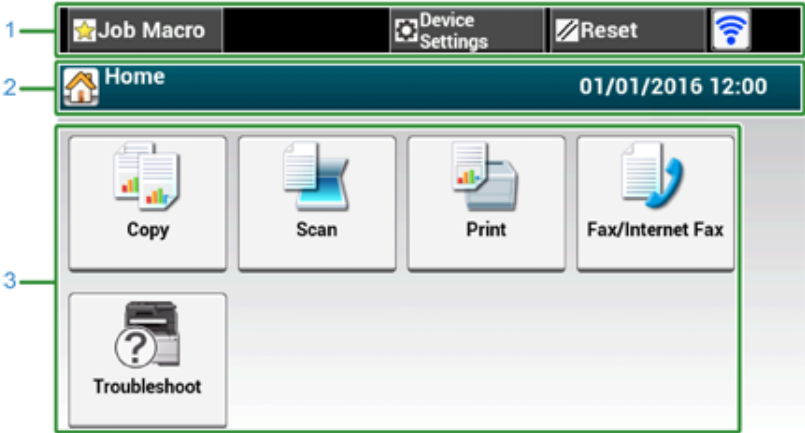 1
Job Macro
Device
Settings
Reset
2
Home
01/01/2016 12:00
3
Copy
Scan
Print
Fax/Internet Fax
?
Troubleshoot